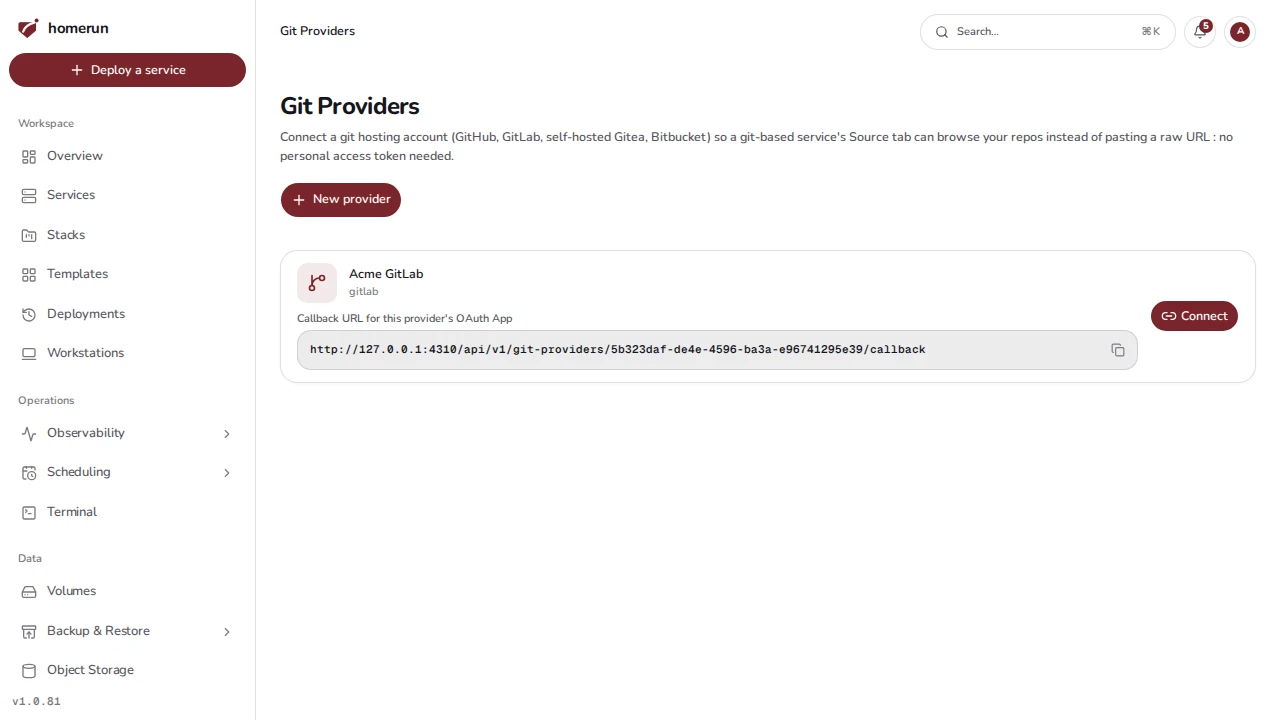 homerun
Deploy a service
Workspace
Overview
Services
Stacks
Templates
Deployments
Workstations
Operations
Observability
Scheduling
Terminal
Data
Volumes
Backup & Restore
Object Storage
v1.0.81
Git Providers
Search...
⌘K
5
A
Git Providers
Connect a git hosting account (GitHub, GitLab, self-hosted Gitea, Bitbucket) so a git-based service's Source tab can browse your repos instead of pasting a raw URL : no
personal access token needed.
New provider
Acme GitLab
gitlab
Callback URL for this provider's OAuth App
http://127.0.0.1:4310/api/v1/git-providers/5b323daf-de4e-4596-ba3a-e96741295e39/callback
Connect